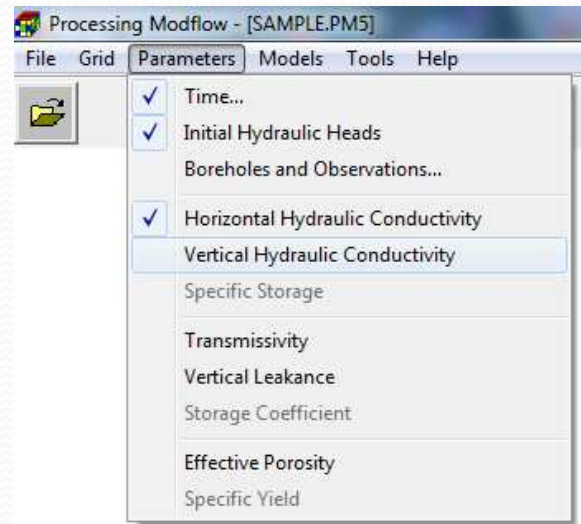 Processing Modflow - [SAMPLE.PM5]
File Grid Parameters Models Tools Help
Time...
Initial Hydraulic Heads
Boreholes and Observations...
Horizontal Hydraulic Conductivity
Vertical Hydraulic Conductivity
Specific Storage
Transmissivity
Vertical Leakance
Storage Coefficient
Effective Porosity
Specific Yield